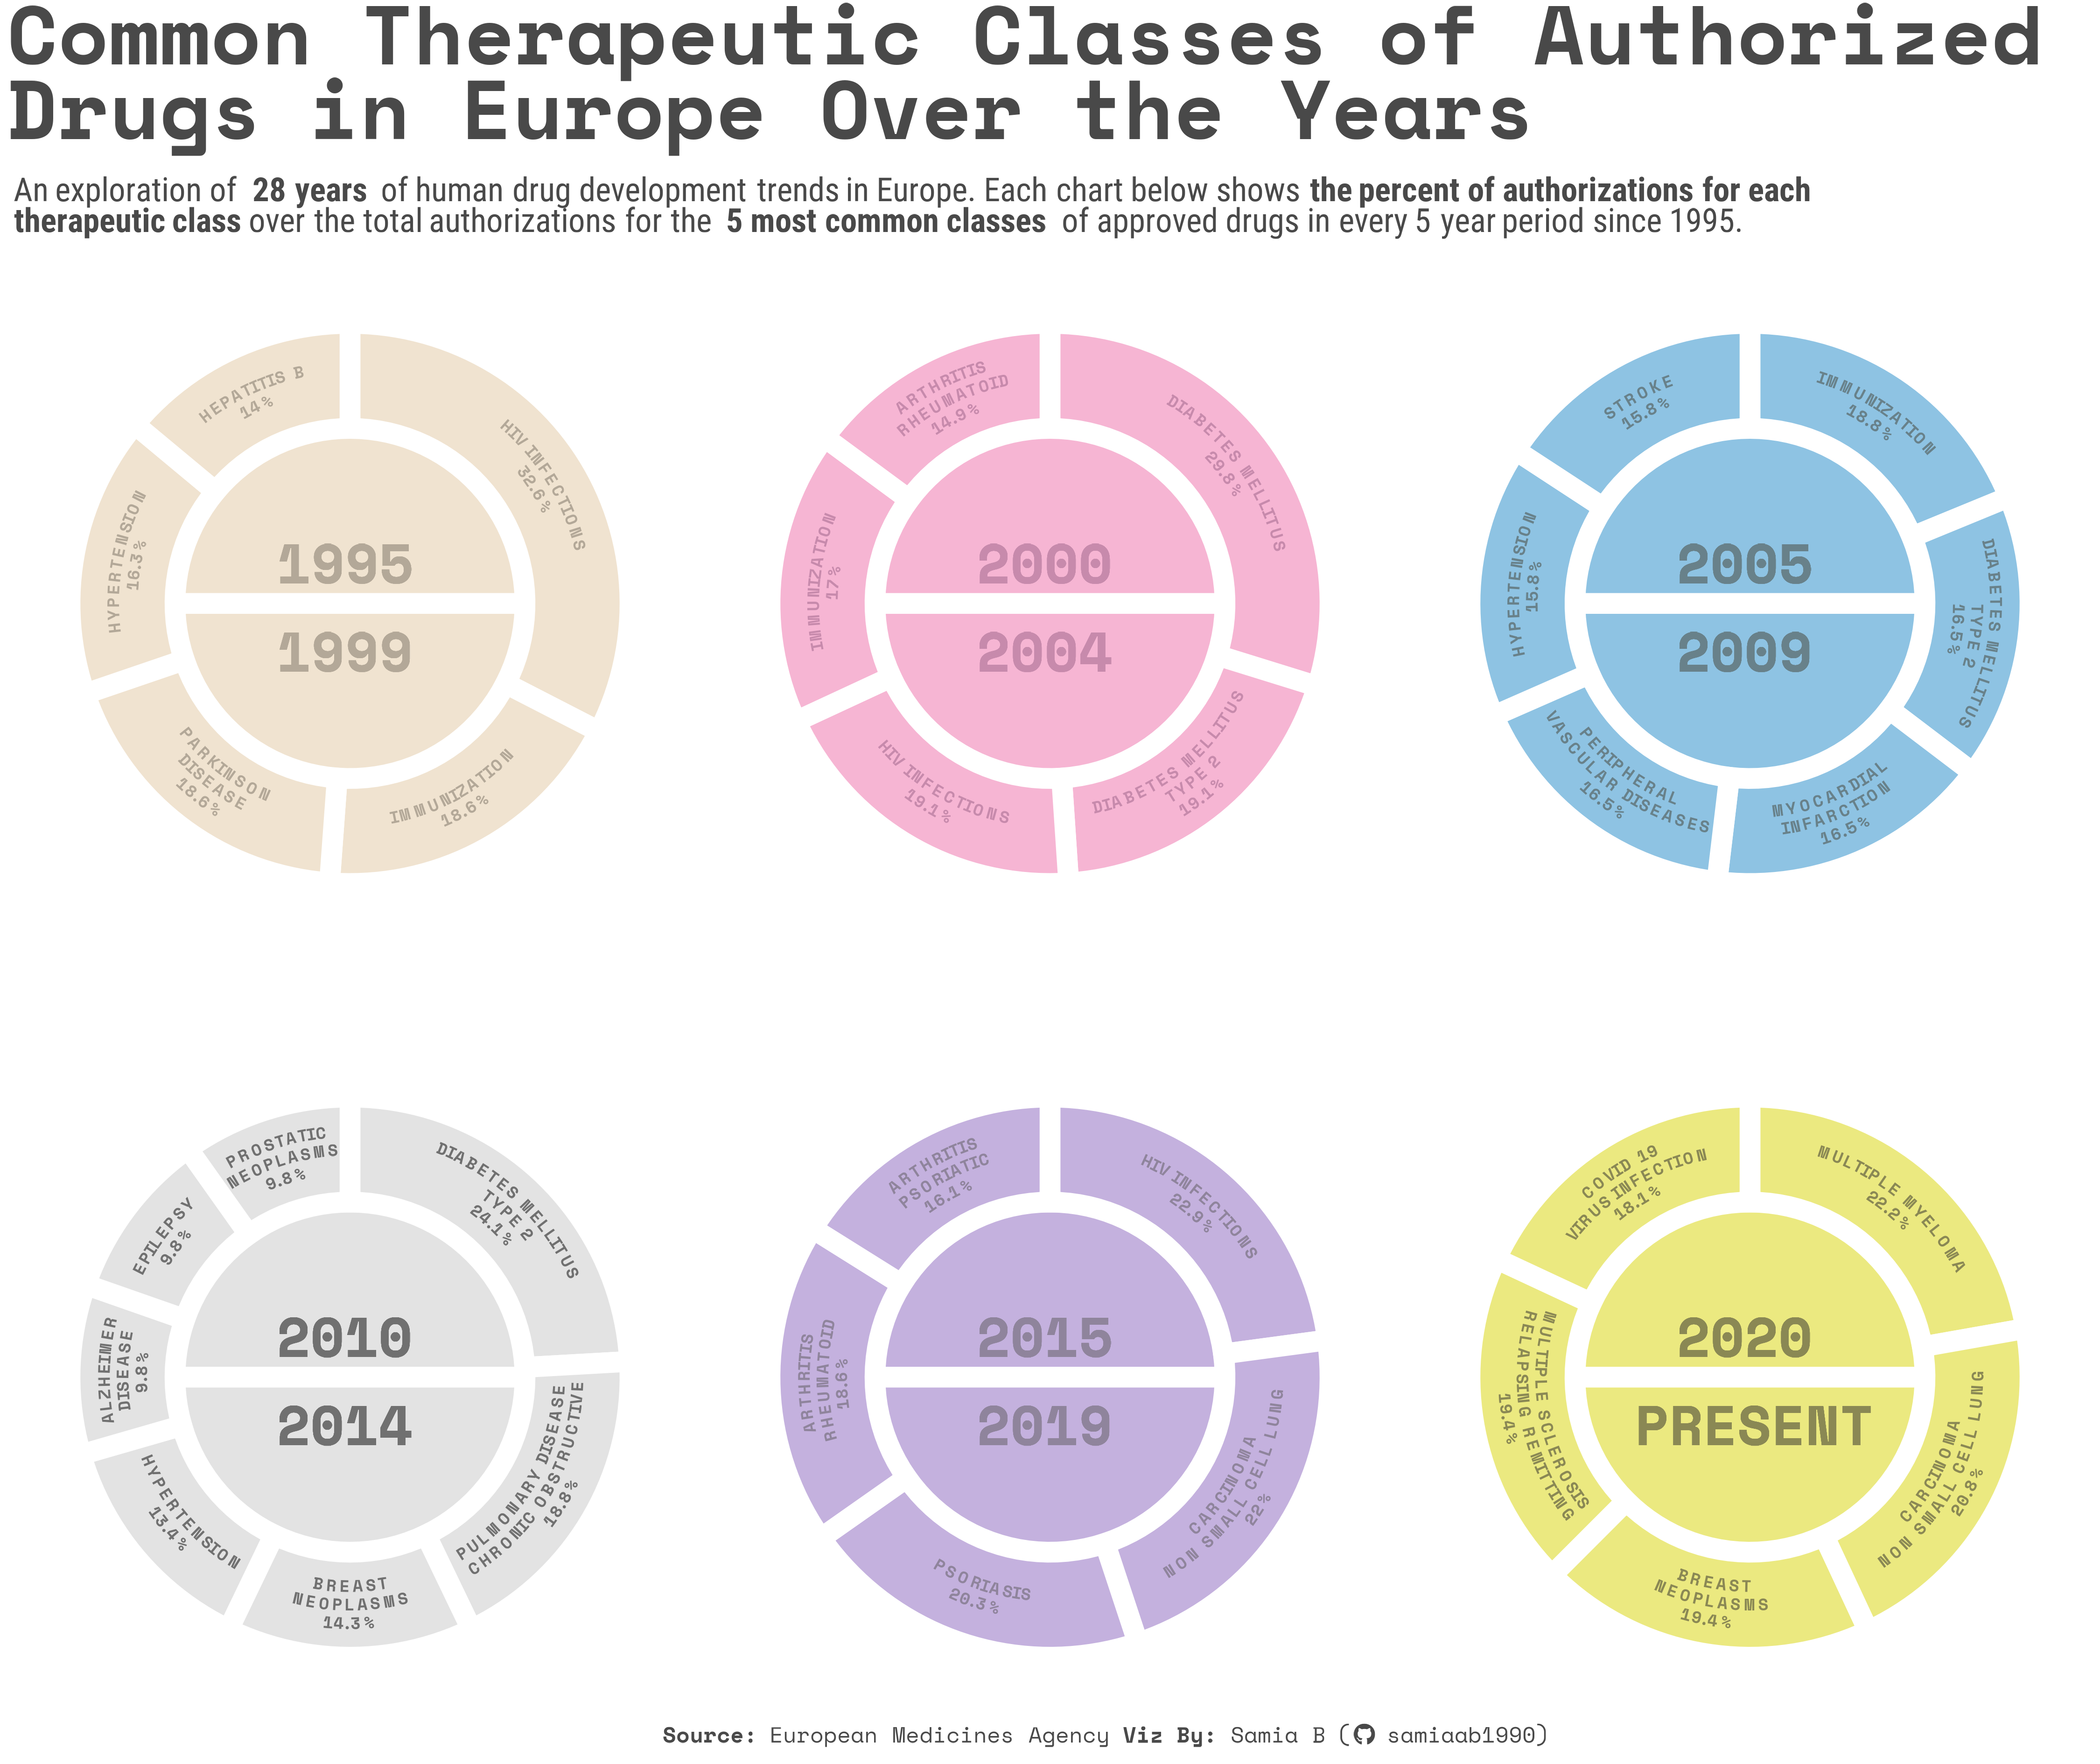 Common Therapeutic Classes of Authorized
Drugs in Europe Over the Years
An exploration of 28 years of human drug development trends in Europe. Each chart below shows the percent of authorizations for each
therapeutic class over the total authorizations for the 5 most common classes of approved drugs in every 5 year period since 1995.
HIV INFECTIONS
32.6%
IMMUNIZATION
18.6%
PARKINSON
DISEASE
18.6%
HYPERTENSION
16.3%
HEPATITIS B
14%
1995
1999
DIABETES MELLITUS
29.8%
DIABETES MELLITUS
TYPE 2
19.1%
HIV INFECTIONS
19.1%
IMMUNIZATION
17%
ARTHRITIS
RHEUMATOID
14.9%
2000
2004
IMMUNIZATION
18.8%
DIABETES MELLITUS
TYPE 2
16.5%
MYOCARDIAL
INFARCTION
16.5%
PERIPHERAL
VASCULAR DISEASES
16.5%
HYPERTENSION
15.8%
STROKE
15.8%
2005
2009
DIABETES MELLITUS
TYPE 2
24.1%
PULMONARY DISEASE
CHRONIC OBSTRUCTIVE
18.8%
BREAST
NEOPLASMS
14.3%
HYPERTENSION
13.4%
ALZHEIMER
DISEASE
9.8%
EPILEPSY
9.8%
PROSTATIC
NEOPLASMS
9.8%
2010
2014
HIV INFECTIONS
22.9%
CARCINOMA
NON SMALL CELL LUNG
22%
PSORIASIS
20.3%
ARTHRITIS
RHEUMATOID
18.6%
ARTHRITIS
PSORIATIC
16.1%
2015
2019
MULTIPLE MYELOMA
22.2%
CARCINOMA
NON SMALL CELL LUNG
20.8%
BREAST
NEOPLASMS
19.4%
MULTIPLE SCLEROSIS
RELAPSING REMITTING
19.4%
COVID 19
VIRUS INFECTION
18.1%
2020
PRESENT
Source: European Medicines Agency Viz By: Samia B ( samiaab1990)